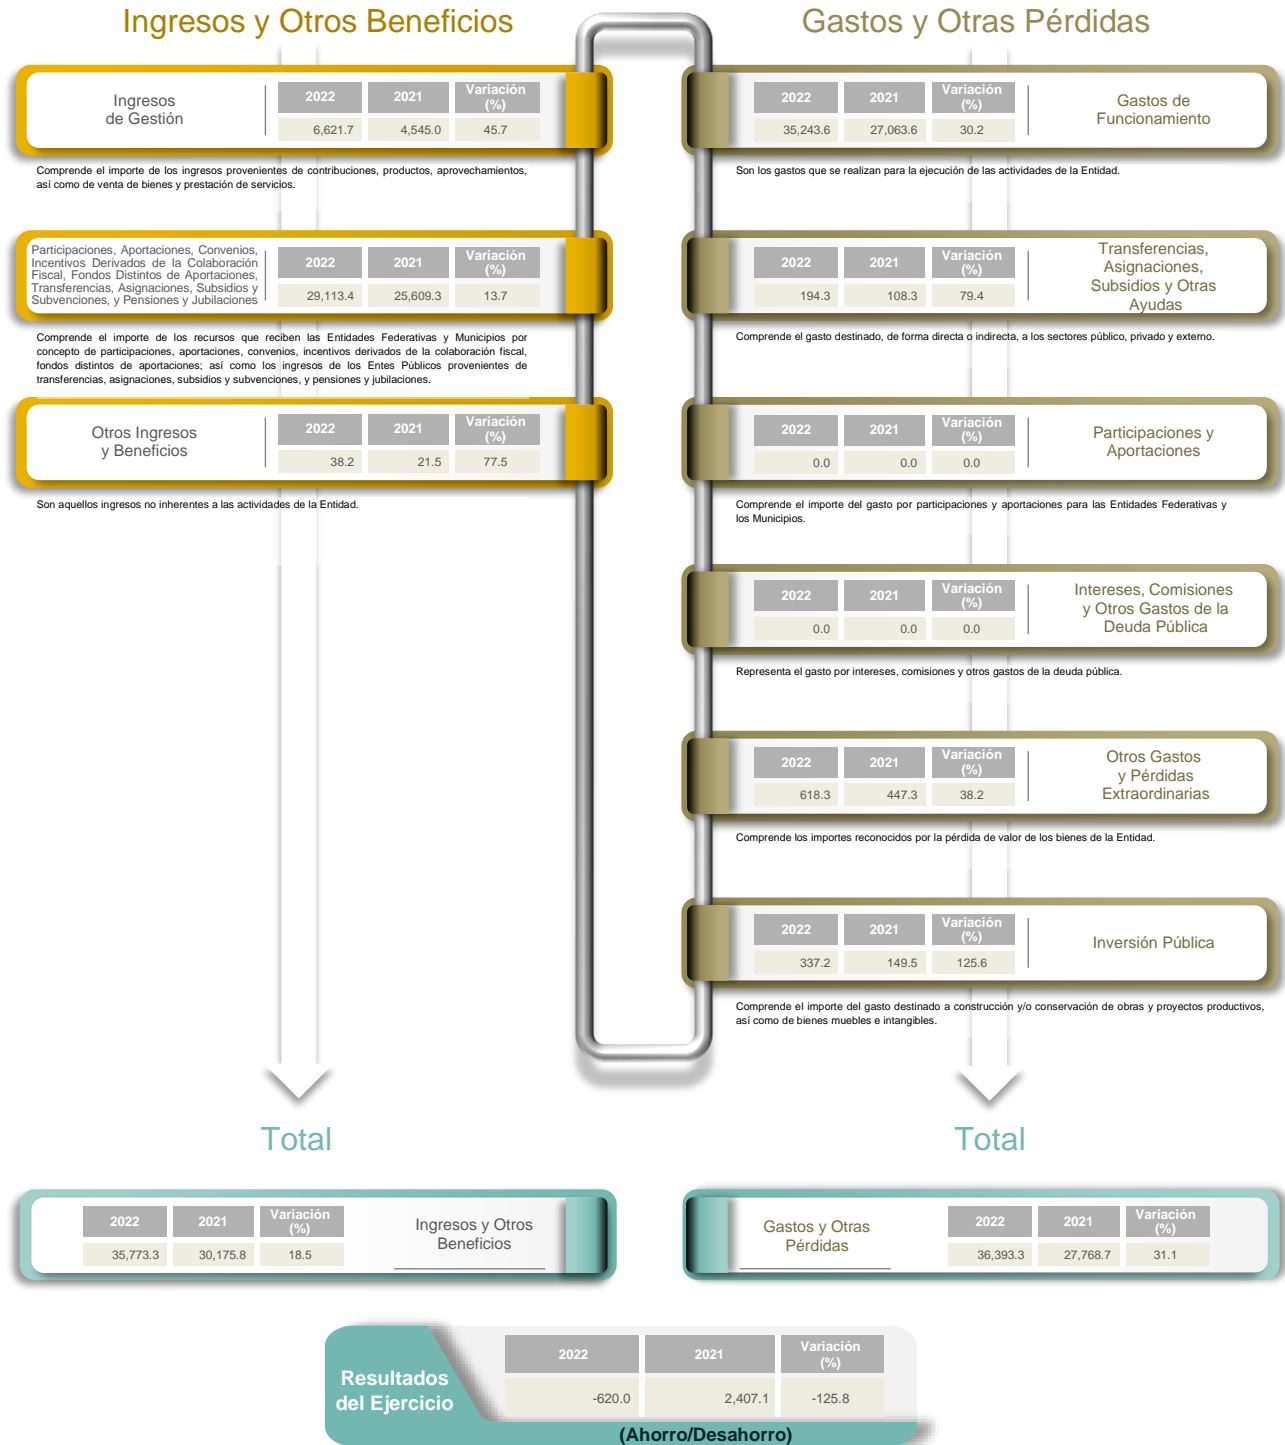 Ingresos y Otros Beneficios
Ingresos
de Gestión
2022 2021 Variación
(%)
6,621.7 4,545.0 45.7
Comprende el importe de los ingresos provenientes de contribuciones, productos, aprovechamientos,
así como de venta de bienes y prestación de servicios.
Participaciones, Aportaciones, Convenios,
Incentivos Derivados de la Colaboración
Fiscal, Fondos Distintos de Aportaciones,
Transferencias, Asignaciones, Subsidios y
Subvenciones, y Pensiones y Jubilaciones
2022 2021 Variación
(%)
29,113.4 25,609.3 13.7
Comprende el importe de los recursos que reciben las Entidades Federativas y Municipios por
concepto de participaciones, aportaciones, convenios, incentivos derivados de la colaboración fiscal,
fondos distintos de aportaciones; así como los ingresos de los Entes Públicos provenientes de
transferencias, asignaciones, subsidios y subvenciones, y pensiones y jubilaciones.
Otros Ingresos
y Beneficios
2022 2021 Variación
(%)
38.2 21.5 77.5
Son aquellos ingresos no inherentes a las actividades de la Entidad.
Gastos y Otras Pérdidas
2022 2021 Variación
(%)
35,243.6 27,063.6 30.2
Gastos de
Funcionamiento
Son los gastos que se realizan para la ejecución de las actividades de la Entidad.
2022 2021 Variación
(%)
194.3 108.3 79.4
Transferencias,
Asignaciones,
Subsidios y Otras
Ayudas
Comprende el gasto destinado, de forma directa o indirecta, a los sectores público, privado y externo.
2022 2021 Variación
(%)
0.0 0.0 0.0
Participaciones y
Aportaciones
Comprende el importe del gasto por participaciones y aportaciones para las Entidades Federativas y
los Municipios.
2022 2021 Variación
(%)
0.0 0.0 0.0
Intereses, Comisiones
y Otros Gastos de la
Deuda Pública
Representa el gasto por intereses, comisiones y otros gastos de la deuda pública.
2022 2021 Variación
(%)
618.3 447.3 38.2
Otros Gastos
y Pérdidas
Extraordinarias
Comprende los importes reconocidos por la pérdida de valor de los bienes de la Entidad.
2022 2021 Variación
(%)
337.2 149.5 125.6
Inversión Pública
Comprende el importe del gasto destinado a construcción y/o conservación de obras y proyectos productivos,
así como de bienes muebles e intangibles.
Total
2022 2021 Variación
(%)
35,773.3 30,175.8 18.5
Ingresos y Otros
Beneficios
Total
Gastos y Otras
Pérdidas
2022 2021 Variación
(%)
36,393.3 27,768.7 31.1
Resultados
del Ejercicio
2022 2021 Variación
(%)
-620.0 2,407.1 -125.8
(Ahorro/Desahorro)